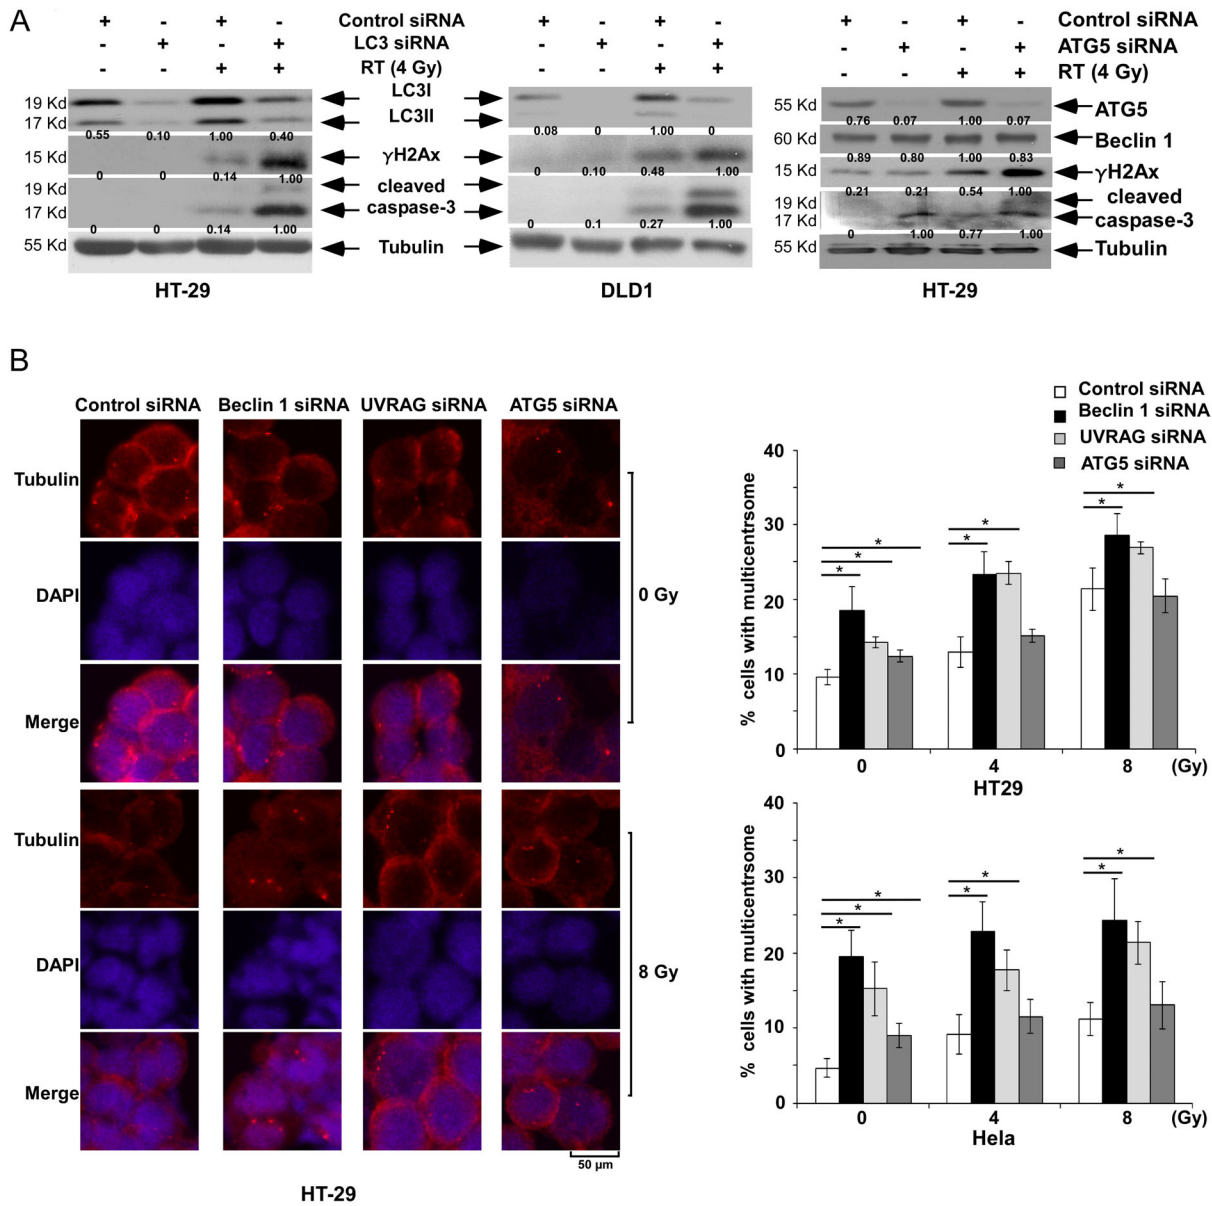 A
+ - + - Control siRNA + - + -
- + - + LC3 siRNA - + - +
- - + + RT (4 Gy) - - + +
+ - + - Control siRNA
- + - + ATG5 siRNA
- - + + RT (4 Gy)
19 Kd LC3I
17 Kd LC3II
0.55 0.10 1.00 0.40
0.08 0 1.00 0
15 Kd γH2Ax
0 0 0.14 1.00
0 0.10 0.48 1.00
19 Kd cleaved
17 Kd caspase-3
0 0 0.14 1.00
0 0.1 0.27 1.00
55 Kd Tubulin
HT-29
DLD1
55 Kd ATG5
0.76 0.07 1.00 0.07
60 Kd Beclin 1
0.89 0.80 1.00 0.83
15 Kd γH2Ax
0.21 0.21 0.54 1.00
19 Kd cleaved
17 Kd caspase-3
0 1.00 0.77 1.00
55 Kd Tubulin
HT-29
B
Control siRNA Beclin 1 siRNA UVRAG siRNA ATG5 siRNA
Tubulin
DAPI
0 Gy
Merge
Tubulin
DAPI
8 Gy
Merge
50 µm
HT-29
Control siRNA
Beclin 1 siRNA
UVRAG siRNA
ATG5 siRNA
% cells with multicentrsome
40
30
20
10
0
* * * * * * *
0 4 8 (Gy)
HT29
% cells with multicentrsome
40
30
20
10
0
* * * * * * *
0 4 8 (Gy)
Hela